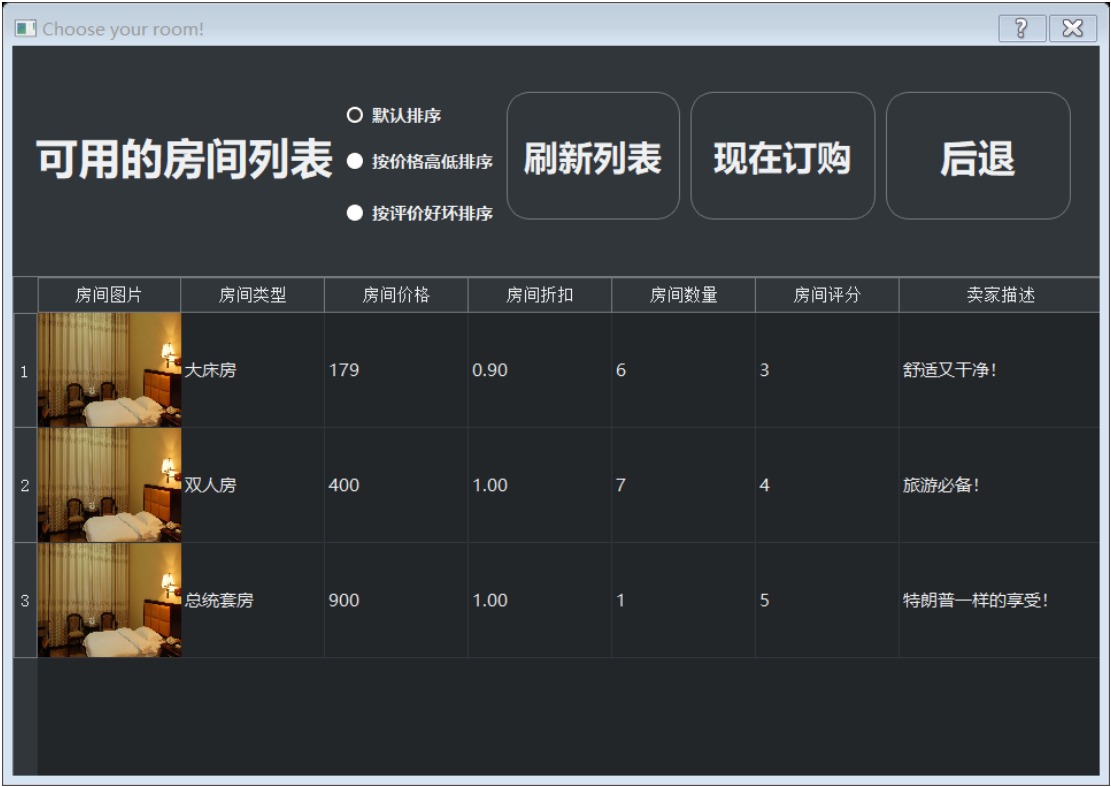 Choose your room!
可用的房间列表
默认排序
按价格高低排序
按评价好坏排序
刷新列表
现在订购
后退
房间图片 房间类型 房间价格 房间折扣 房间数量 房间评分 卖家描述
1 大床房 179 0.90 6 3 舒适又干净!
2 双人房 400 1.00 7 4 旅游必备!
3 总统套房 900 1.00 1 5 特朗普一样的享受!